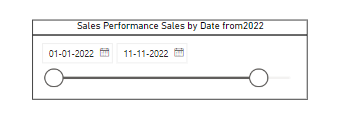 Sales Performance Sales by Date from2022
01-01-2022 11-11-2022